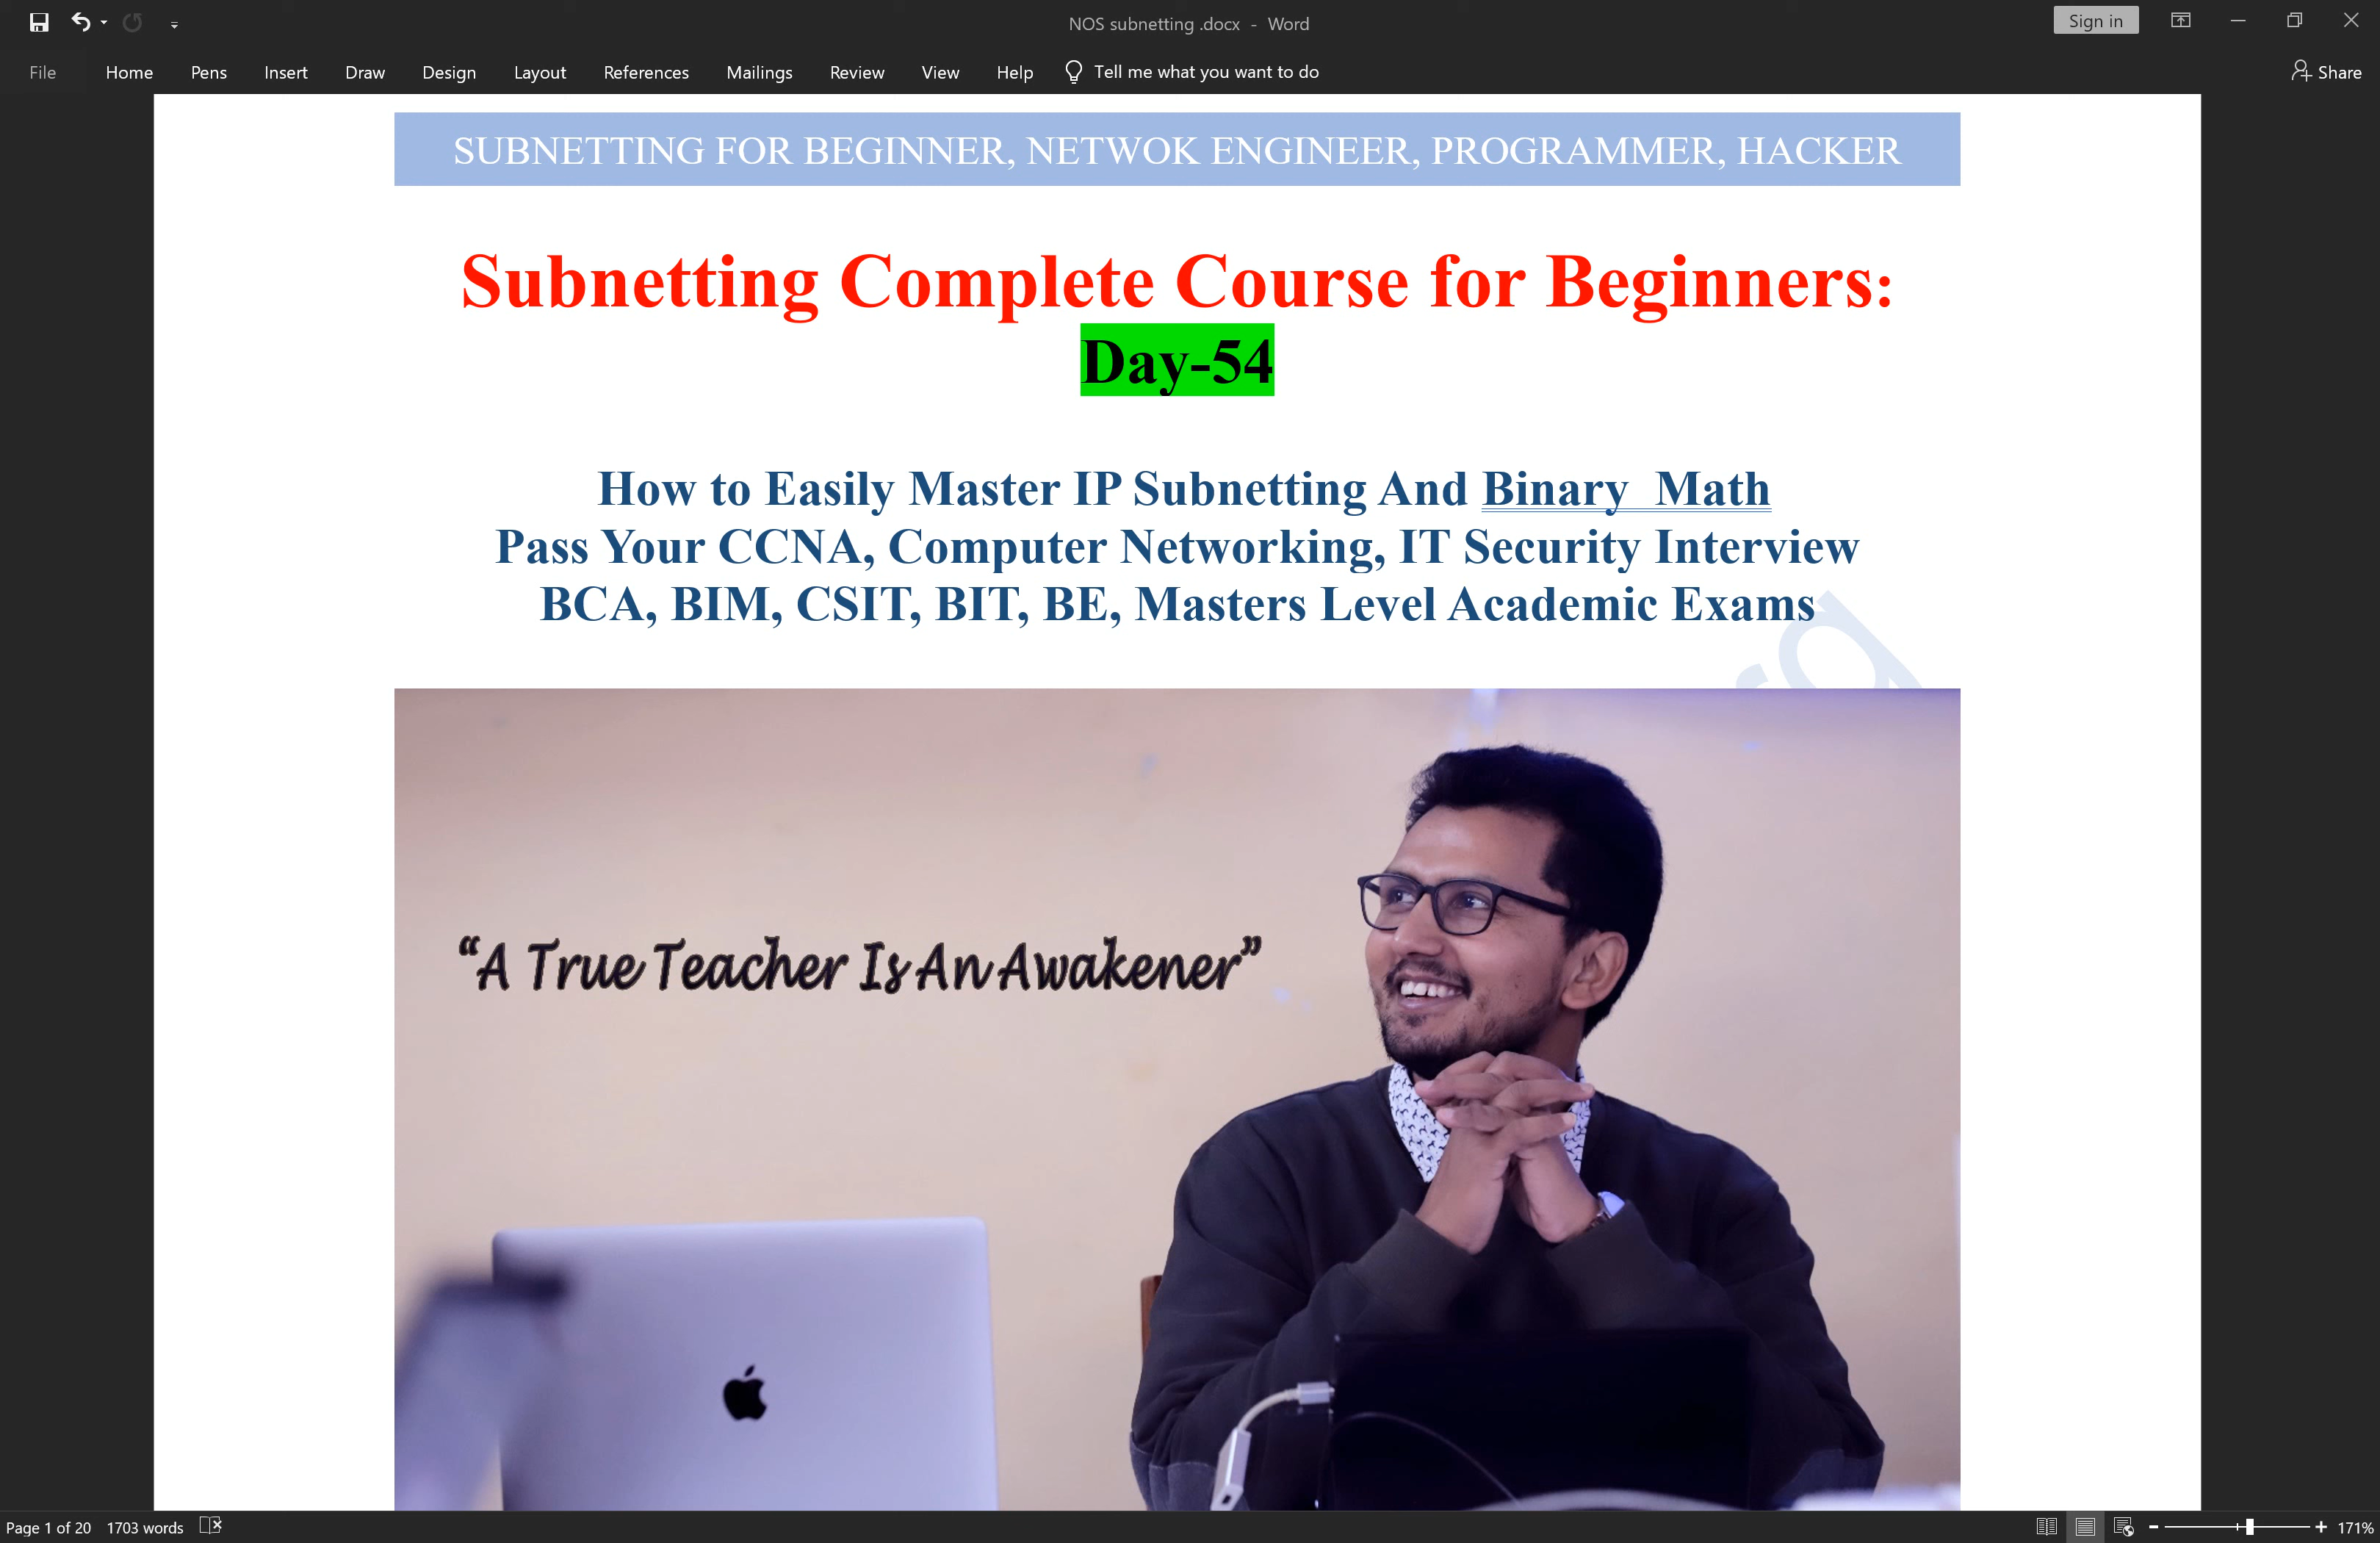 NOS subnetting .docx - Word
Sign in
File Home Pens Insert Draw Design Layout References Mailings Review View Help Tell me what you want to do Share
SUBNETTING FOR BEGINNER, NETWOK ENGINEER, PROGRAMMER, HACKER
Subnetting Complete Course for Beginners:
Day-54
How to Easily Master IP Subnetting And Binary Math
Pass Your CCNA, Computer Networking, IT Security Interview
BCA, BIM, CSIT, BIT, BE, Masters Level Academic Exams
“A True Teacher Is An Awakener”
Page 1 of 20 1703 words 171%